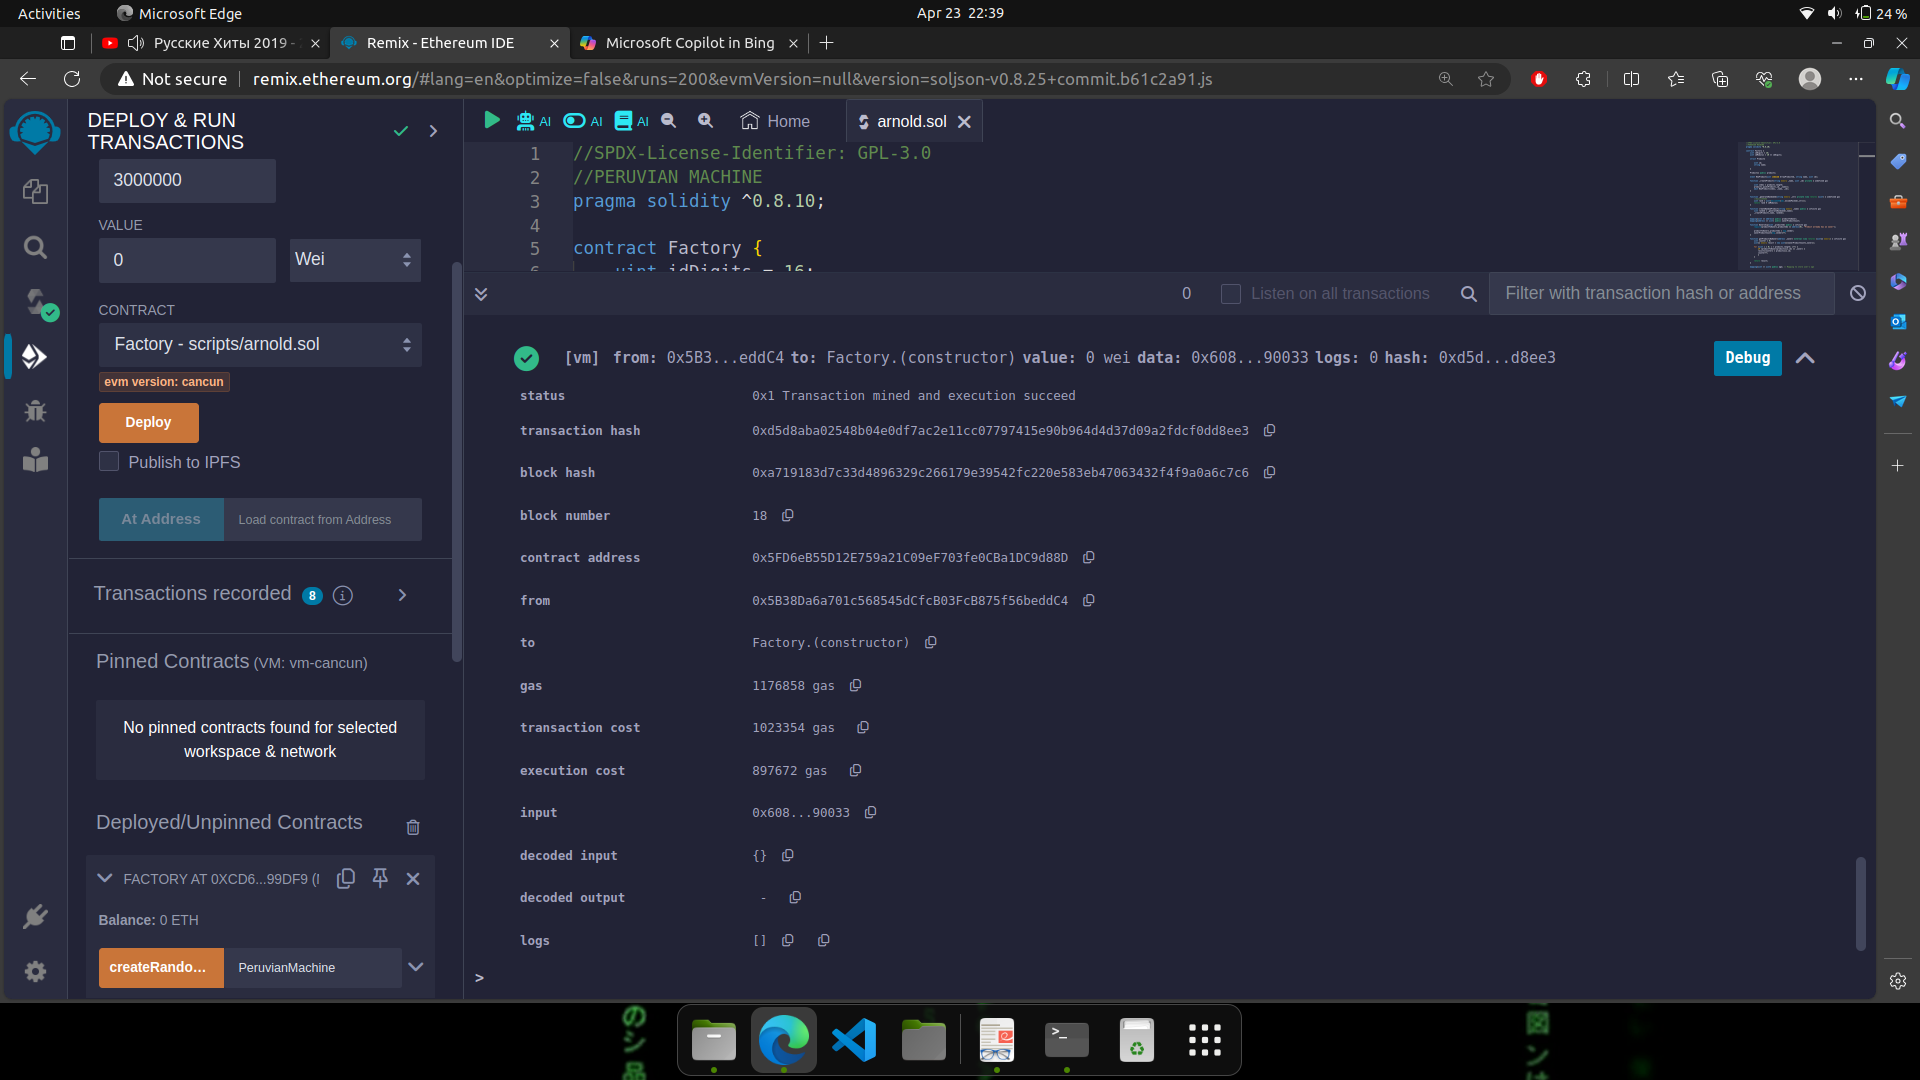 Activities
Microsoft Edge
Apr 23 22:39
24 %
Русские Хиты 2019 -
Remix - Ethereum IDE
Microsoft Copilot in Bing
Not secure
remix.ethereum.org/#lang=en&optimize=false&runs=200&evmVersion=null&version=soljson-v0.8.25+commit.b61c2a91.js
DEPLOY & RUN
TRANSACTIONS
3000000
VALUE
0
Wei
CONTRACT
Factory - scripts/arnold.sol
evm version: cancun
Deploy
Publish to IPFS
At Address
Load contract from Address
Transactions recorded 8 i
Pinned Contracts (VM: vm-cancun)
No pinned contracts found for selected
workspace & network
Deployed/Unpinned Contracts
FACTORY AT 0XCD6...99DF9 (
Balance: 0 ETH
createRando...
PeruvianMachine
AI
AI
AI
Home
arnold.sol
1 //SPDX-License-Identifier: GPL-3.0
2 //PERUVIAN MACHINE
3 pragma solidity ^0.8.10;
4
5 contract Factory {
6 uint idDigits = 16;
0
Listen on all transactions
Filter with transaction hash or address
[vm] from: 0x5B3...eddC4 to: Factory.(constructor) value: 0 wei data: 0x608...90033 logs: 0 hash: 0xd5d...d8ee3
Debug
status 0x1 Transaction mined and execution succeed
transaction hash 0xd5d8aba02548b04e0df7ac2e11cc07797415e90b964d4d37d09a2fdcf0dd8ee3
block hash 0xa719183d7c33d4896329c266179e39542fc220e583eb47063432f4f9a0a6c7c6
block number 18
contract address 0x5FD6eB55D12E759a21C09eF703fe0CBa1DC9d88D
from 0x5B38Da6a701c568545dCfcB03FcB875f56beddC4
to Factory.(constructor)
gas 1176858 gas
transaction cost 1023354 gas
execution cost 897672 gas
input 0x608...90033
decoded input {}
decoded output -
logs []
>